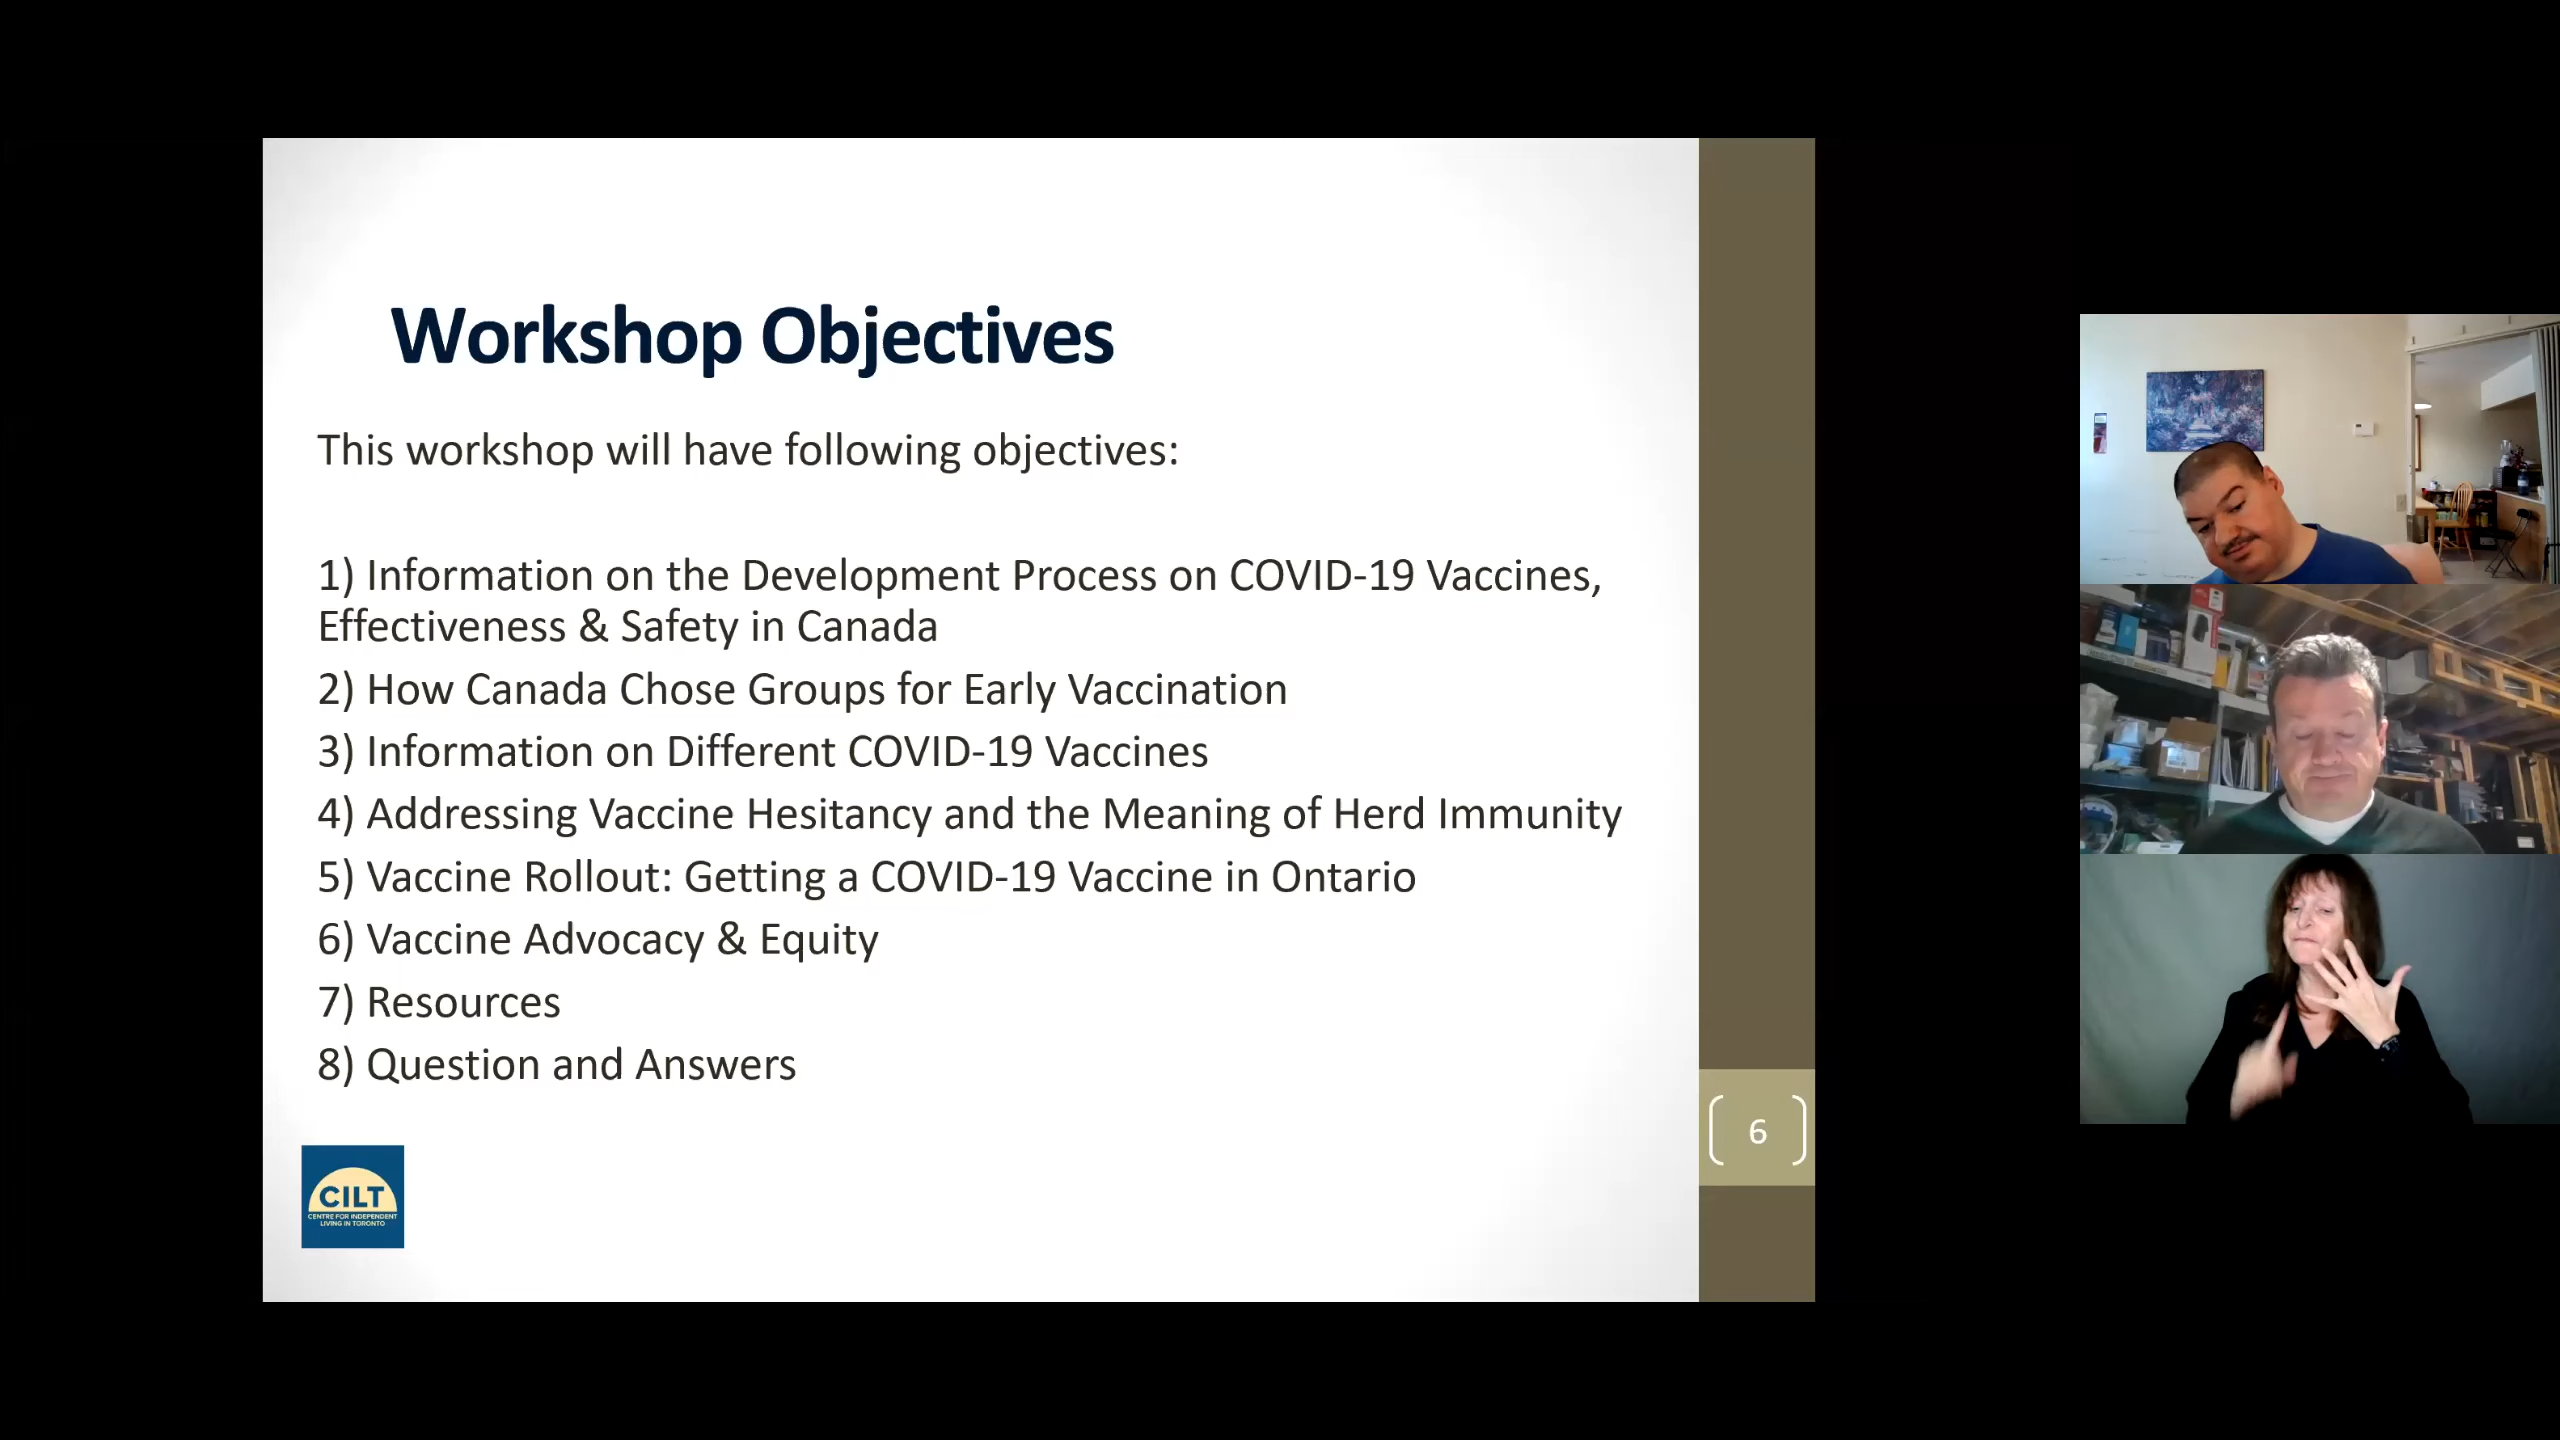 Workshop Objectives
This workshop will have following objectives:
1) Information on the Development Process on COVID-19 Vaccines,
Effectiveness & Safety in Canada
2) How Canada Chose Groups for Early Vaccination
3) Information on Different COVID-19 Vaccines
4) Addressing Vaccine Hesitancy and the Meaning of Herd Immunity
5) Vaccine Rollout: Getting a COVID-19 Vaccine in Ontario
6) Vaccine Advocacy & Equity
7) Resources
8) Question and Answers
6
CILT
CENTRE FOR INDEPENDENT
LIVING IN TORONTO